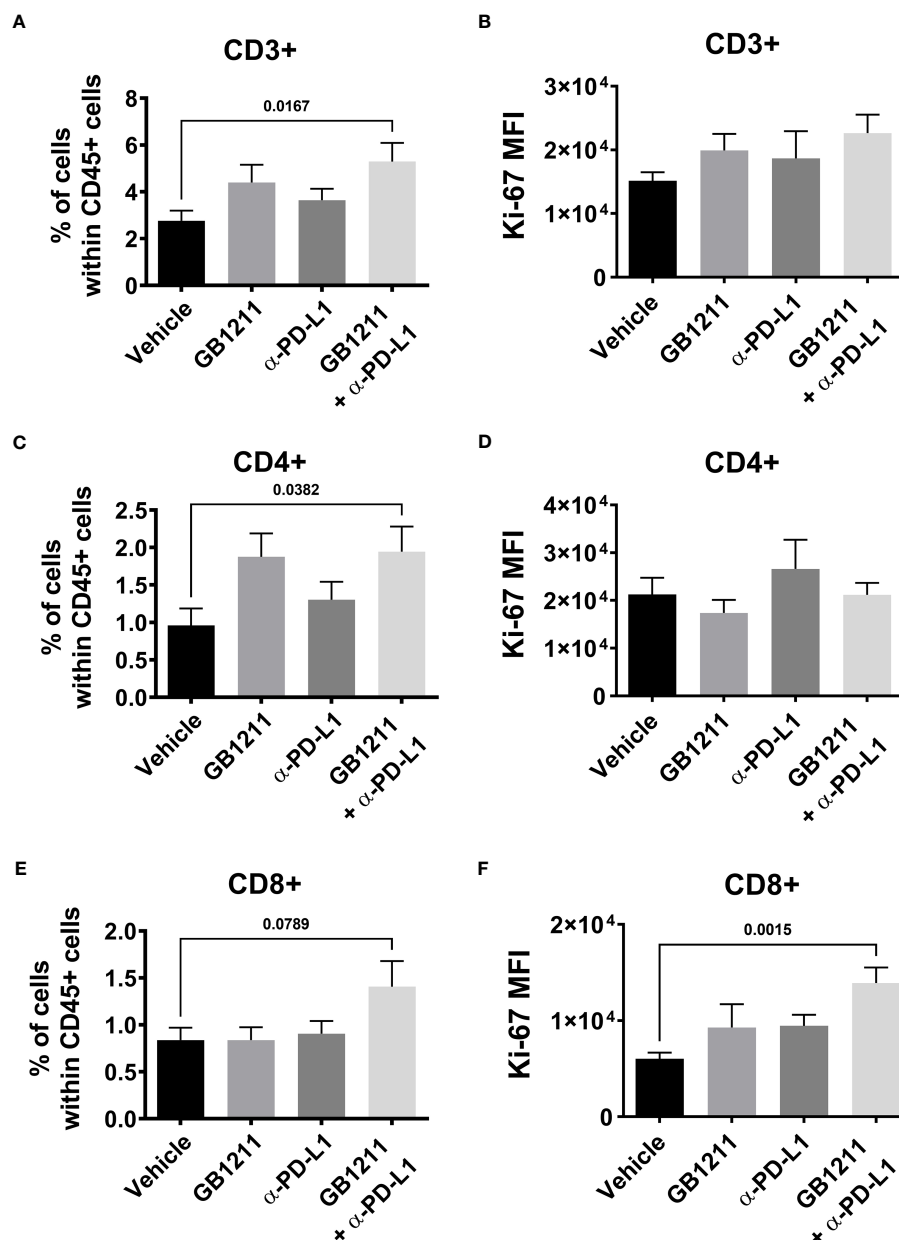 A
CD3+
% of cells
within CD45+ cells
8
6
4
2
0
0.0167
Vehicle
GB1211
α-PD-L1
GB1211
+ α-PD-L1
B
CD3+
Ki-67 MFI
3×10⁴
2×10⁴
1×10⁴
0
Vehicle
GB1211
α-PD-L1
GB1211
+ α-PD-L1
C
CD4+
% of cells
within CD45+ cells
2.5
2.0
1.5
1.0
0.5
0.0
0.0382
Vehicle
GB1211
α-PD-L1
GB1211
+ α-PD-L1
D
CD4+
Ki-67 MFI
4×10⁴
3×10⁴
2×10⁴
1×10⁴
0
Vehicle
GB1211
α-PD-L1
GB1211
+ α-PD-L1
E
CD8+
% of cells
within CD45+ cells
2.0
1.5
1.0
0.5
0.0
0.0789
Vehicle
GB1211
α-PD-L1
GB1211
+ α-PD-L1
F
CD8+
Ki-67 MFI
2×10⁴
1×10⁴
0
0.0015
Vehicle
GB1211
α-PD-L1
GB1211
+ α-PD-L1